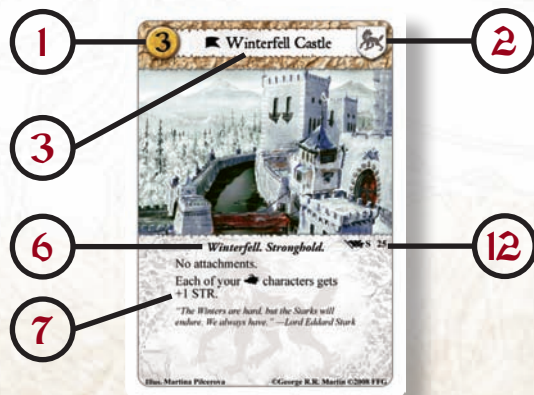 1
3
Winterfell Castle
2
3
6
Winterfell. Stronghold.
S 25
12
No attachments.
Each of your characters gets
+1 STR.
7
"The Winters are hard, but the Starks will
endure. We always have." —Lord Eddard Stark
Illus. Martina Pilcerova
©George R.R. Martin ©2008 FFG